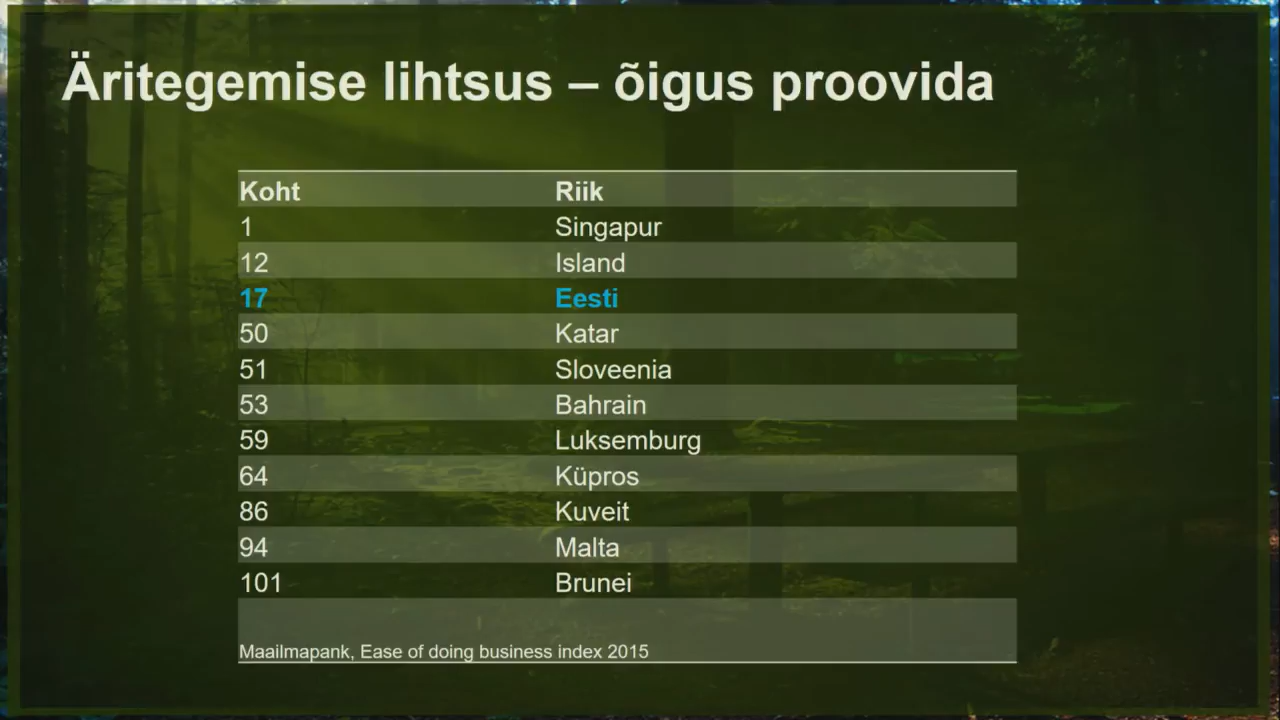 Äritegemise lihtsus – õigus proovida
Koht Riik
1 Singapur
12 Island
17 Eesti
50 Katar
51 Sloveenia
53 Bahrain
59 Luksemburg
64 Küpros
86 Kuveit
94 Malta
101 Brunei
Maailmapank, Ease of doing business index 2015